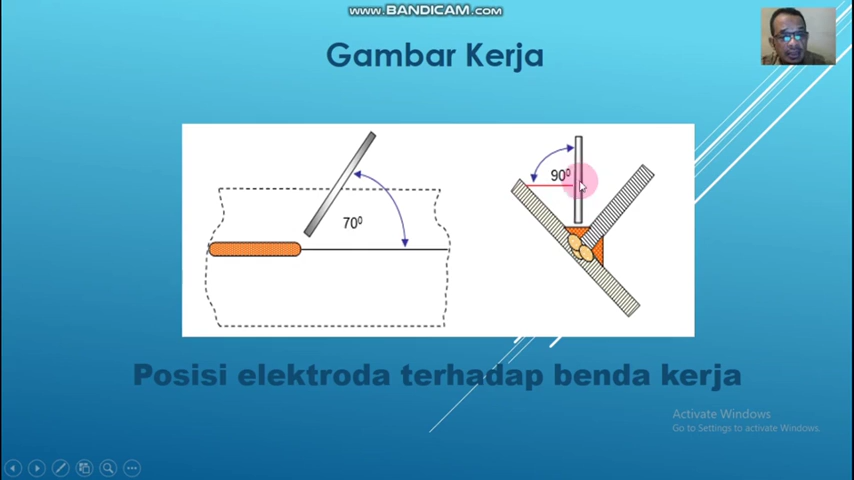 WWW.BANDICAM.COM
Gambar Kerja
70⁰
90⁰
Posisi elektroda terhadap benda kerja
Activate Windows
Go to Settings to activate Windows.